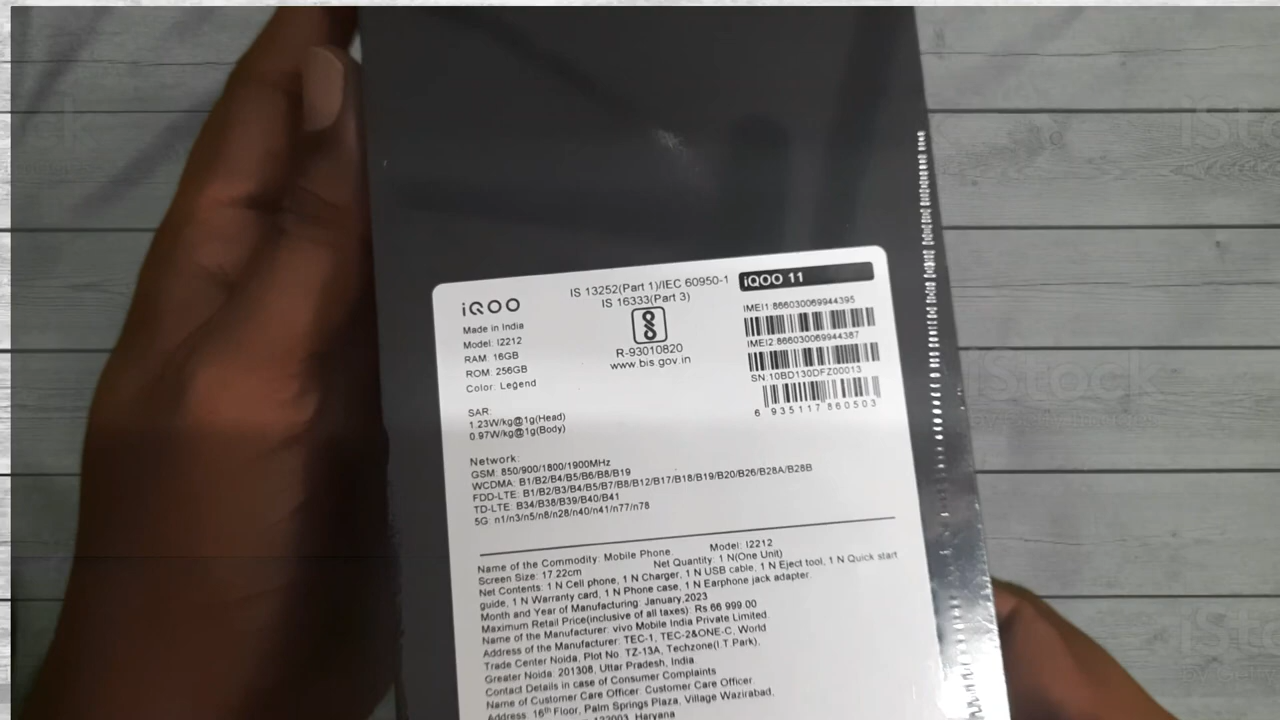 iQOO
Made in India
Model: I2212
RAM: 16GB
ROM: 256GB
Color: Legend
IS 13252(Part 1)/IEC 60950-1
IS 16333(Part 3)
R-93010820
www.bis.gov.in
iQOO 11
IMEI1:866030069944395
IMEI2:866030069944387
SN:10BD130DFZ00013
6 935117 860503
SAR:
1.23W/kg@1g(Head)
0.97W/kg@1g(Body)
Network:
GSM: 850/900/1800/1900MHz
WCDMA: B1/B2/B4/B5/B6/B8/B19
FDD-LTE: B1/B2/B3/B4/B5/B7/B8/B12/B17/B18/B19/B20/B26/B28A/B28B
TD-LTE: B34/B38/B39/B40/B41
5G: n1/n3/n5/n8/n28/n40/n41/n77/n78
Name of the Commodity: Mobile Phone. Model: I2212
Screen Size: 17.22cm Net Quantity: 1 N(One Unit)
Net Contents: 1 N Cell phone, 1 N Charger, 1 N USB cable, 1 N Eject tool, 1 N Quick start
guide, 1 N Warranty card, 1 N Phone case, 1 N Earphone jack adapter.
Month and Year of Manufacturing: January,2023
Maximum Retail Price(inclusive of all taxes): Rs.66 999.00
Name of the Manufacturer: vivo Mobile India Private Limited.
Address of the Manufacturer: TEC-1, TEC-2&ONE-C, World
Trade Center Noida, Plot No. TZ-13A, Techzone(I.T Park),
Greater Noida: 201308, Uttar Pradesh, India.
Contact Details in case of Consumer Complaints
Name of Customer Care Officer: Customer Care Officer.
Address: 16th Floor, Palm Springs Plaza, Village Wazirabad,
122003, Haryana
iStock
iStock